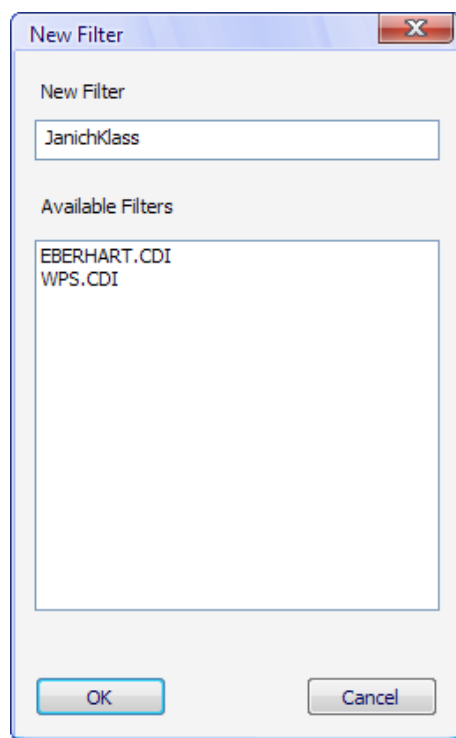 New Filter
New Filter
JanichKlass
Available Filters
EBERHART.CDI
WPS.CDI
OK
Cancel